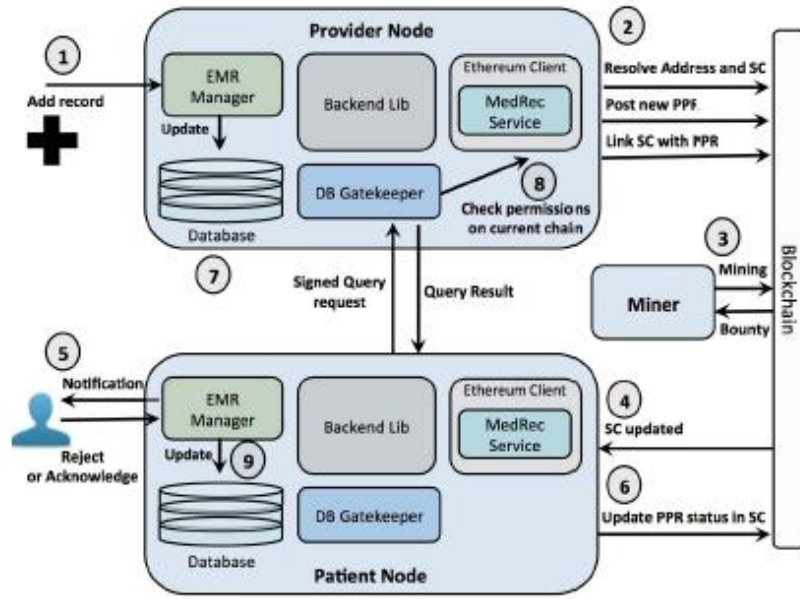 Provider Node
1
Add record
EMR
Manager
Update
Database
Backend Lib
Ethereum Client
MedRec
Service
DB Gatekeeper
8
Check permissions
on current chain
2
Resolve Address and SC
Post new PPR
Link SC with PPR
7
Signed Query
request
Query Result
3
Mining
Miner
Bounty
Blockchain
5
Notification
Reject
or Acknowledge
EMR
Manager
Update
9
Database
Backend Lib
Ethereum Client
MedRec
Service
DB Gatekeeper
Patient Node
4
SC updated
6
Update PPR status in SC